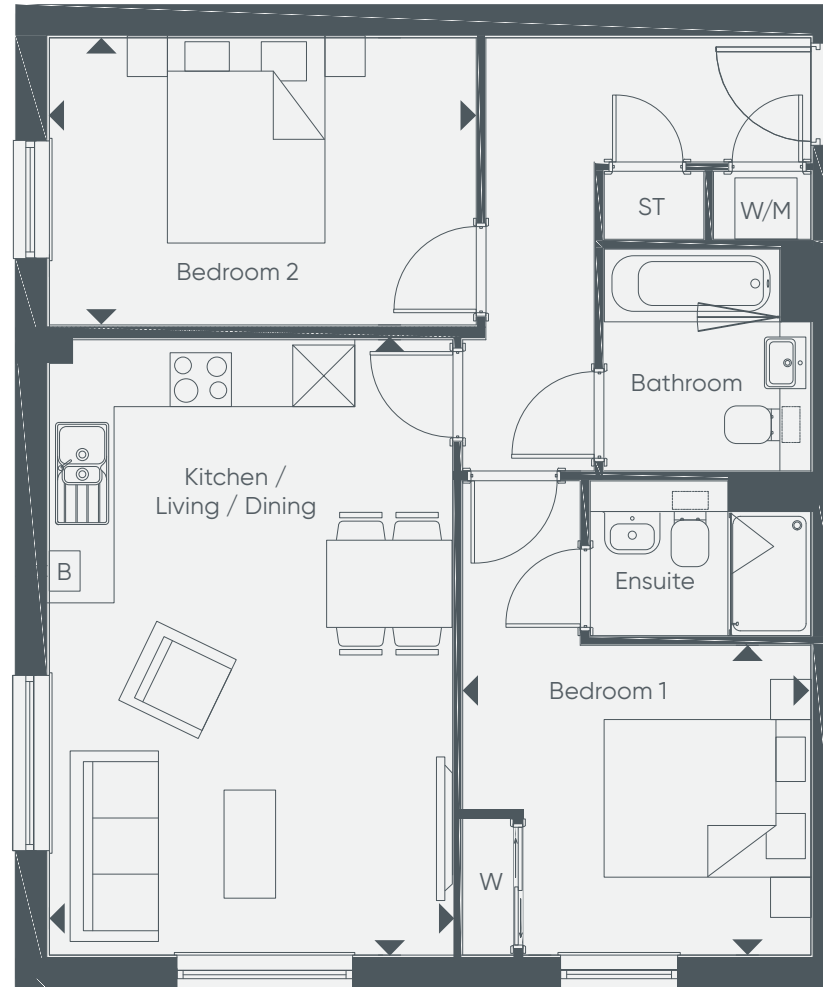 ST
W/M
Bedroom 2
Bathroom
Kitchen /
Living / Dining
B
Ensuite
Bedroom 1
W